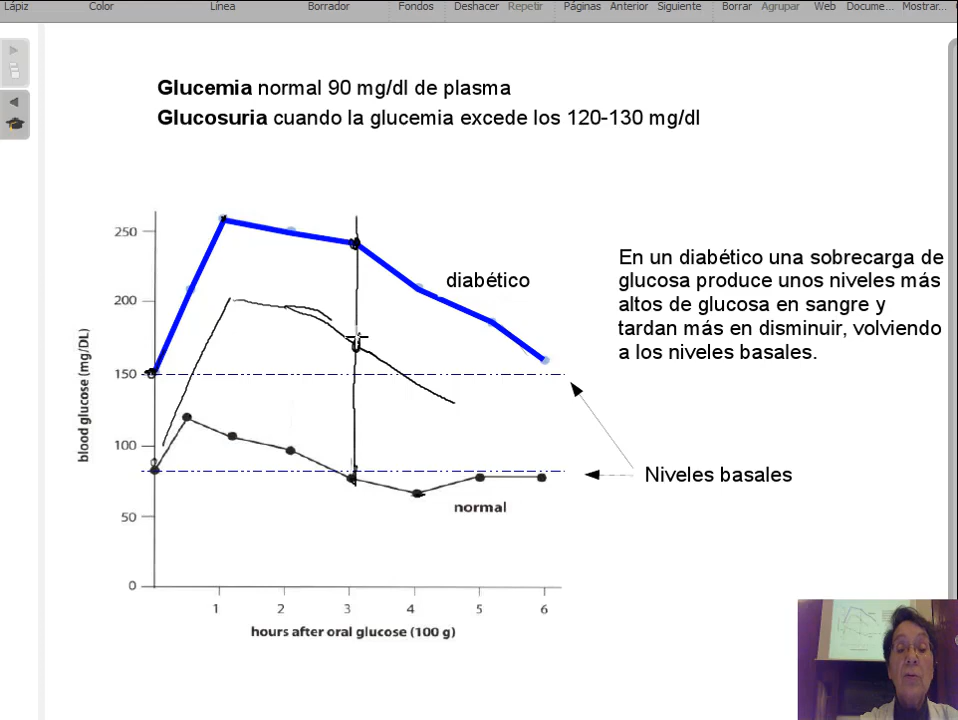 Lápiz Color Línea Borrador Fondos Deshacer Repetir Páginas Anterior Siguiente Borrar Agrupar Web Docume... Mostrar...
Glucemia normal 90 mg/dl de plasma
Glucosuria cuando la glucemia excede los 120-130 mg/dl
250
200
150
100
50
0
blood glucose (mg/DL)
1 2 3 4 5 6
hours after oral glucose (100 g)
diabético
normal
En un diabético una sobrecarga de
glucosa produce unos niveles más
altos de glucosa en sangre y
tardan más en disminuir, volviendo
a los niveles basales.
Niveles basales